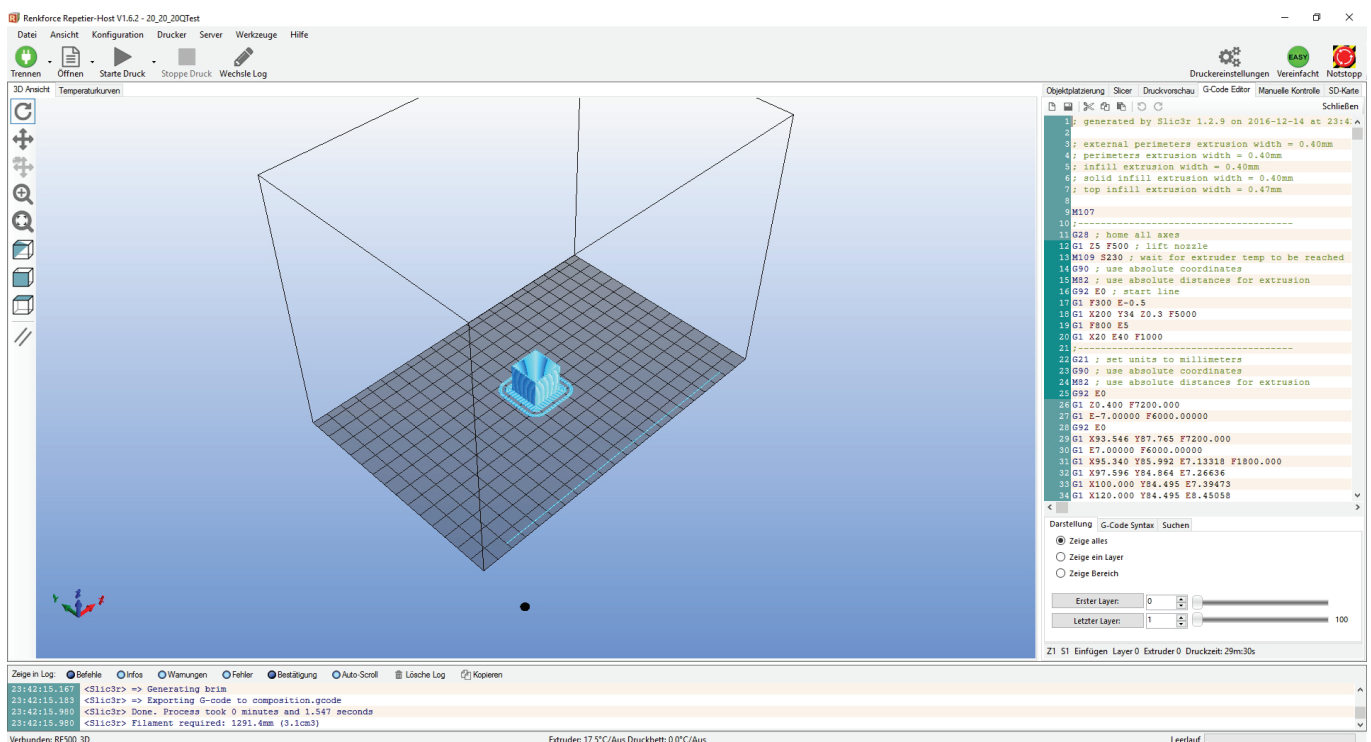 Renkforce Repetier-Host V1.6.2 - 20_20_20QTest
Datei Ansicht Konfiguration Drucker Server Werkzeuge Hilfe
Trennen Öffnen Starte Druck Stoppe Druck Wechsle Log Druckereinstellungen EASY Vereinfacht Notstopp
3D Ansicht Temperaturkurven
Objektplatzierung Slicer Druckvorschau G-Code Editor Manuelle Kontrolle SD-Karte
Schließen
1 ; generated by Slic3r 1.2.9 on 2016-12-14 at 23:4
2
3 ; external perimeters extrusion width = 0.40mm
4 ; perimeters extrusion width = 0.40mm
5 ; infill extrusion width = 0.40mm
6 ; solid infill extrusion width = 0.40mm
7 ; top infill extrusion width = 0.47mm
8
9 M107
10 ;-------------------------------------
11 G28 ; home all axes
12 G1 Z5 F500 ; lift nozzle
13 M109 S230 ; wait for extruder temp to be reached
14 G90 ; use absolute coordinates
15 M82 ; use absolute distances for extrusion
16 G92 E0 ; start line
17 G1 F300 E-0.5
18 G1 X200 Y34 Z0.3 F5000
19 G1 F800 E5
20 G1 X20 E40 F1000
21 ;-------------------------------------
22 G21 ; set units to millimeters
23 G90 ; use absolute coordinates
24 M82 ; use absolute distances for extrusion
25 G92 E0
26 G1 Z0.400 F7200.000
27 G1 E-7.00000 F6000.00000
28 G92 E0
29 G1 X93.546 Y87.765 F7200.000
30 G1 E7.00000 F6000.00000
31 G1 X95.340 Y85.992 E7.13318 F1800.000
32 G1 X97.596 Y84.864 E7.26636
33 G1 X100.000 Y84.495 E7.39473
34 G1 X120.000 Y84.495 E8.45058
Darstellung G-Code Syntax Suchen
Zeige alles
Zeige ein Layer
Zeige Bereich
Erster Layer: 0
Letzter Layer: 1 100
Z1 S1 Einfügen Layer 0 Extruder 0 Druckzeit: 29m:30s
Y Z X
Zeige in Log: Befehle Infos Warnungen Fehler Bestätigung Auto-Scroll Lösche Log Kopieren
23:42:15.167 <Slic3r> => Generating brim
23:42:15.183 <Slic3r> => Exporting G-code to composition.gcode
23:42:15.980 <Slic3r> Done. Process took 0 minutes and 1.547 seconds
23:42:15.980 <Slic3r> Filament required: 1291.4mm (3.1cm3)
Verbunden: RF500_3D Extruder: 17.5°C/Aus Druckbett: 0.0°C/Aus Leerlauf